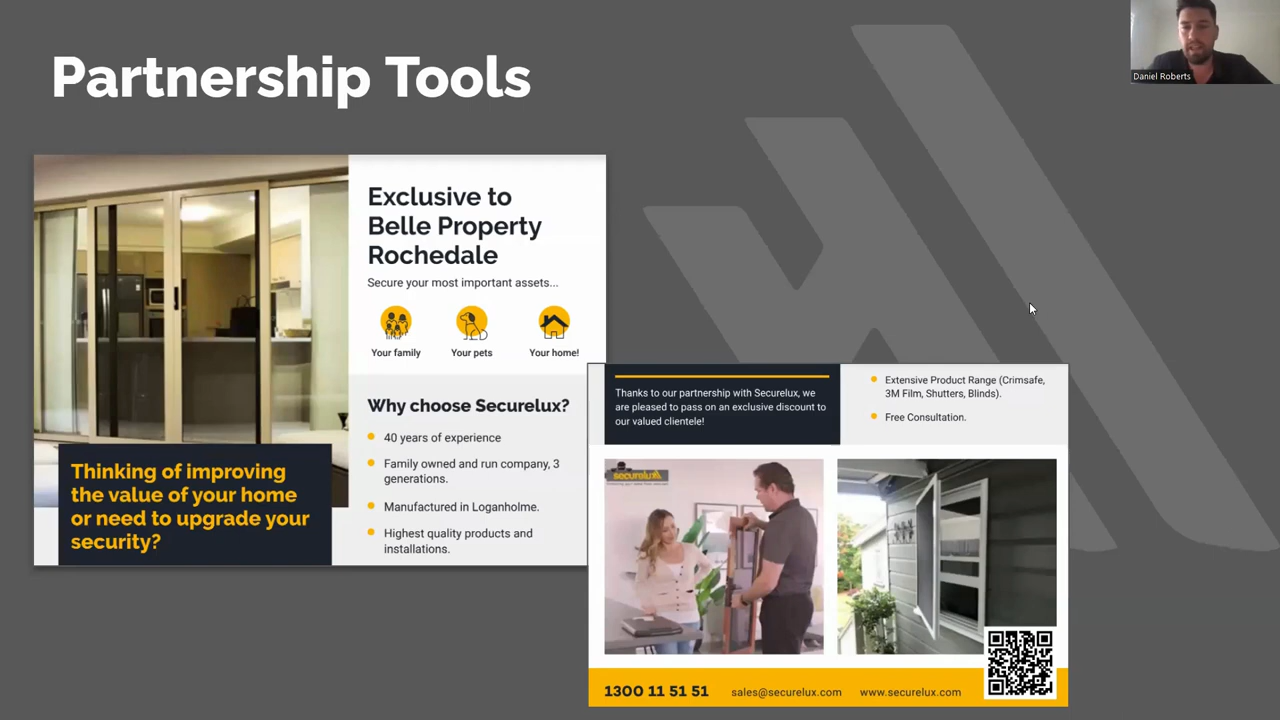 Partnership Tools
Daniel Roberts
Exclusive to
Belle Property
Rochedale
Secure your most important assets...
Your family
Your pets
Your home!
Why choose Securelux?
40 years of experience
Family owned and run company, 3
generations.
Manufactured in Loganholme.
Highest quality products and
installations.
Thinking of improving
the value of your home
or need to upgrade your
security?
Thanks to our partnership with Securelux, we
are pleased to pass on an exclusive discount to
our valued clientele!
Extensive Product Range (Crimsafe,
3M Film, Shutters, Blinds).
Free Consultation.
securelux
1300 11 51 51
sales@securelux.com
www.securelux.com